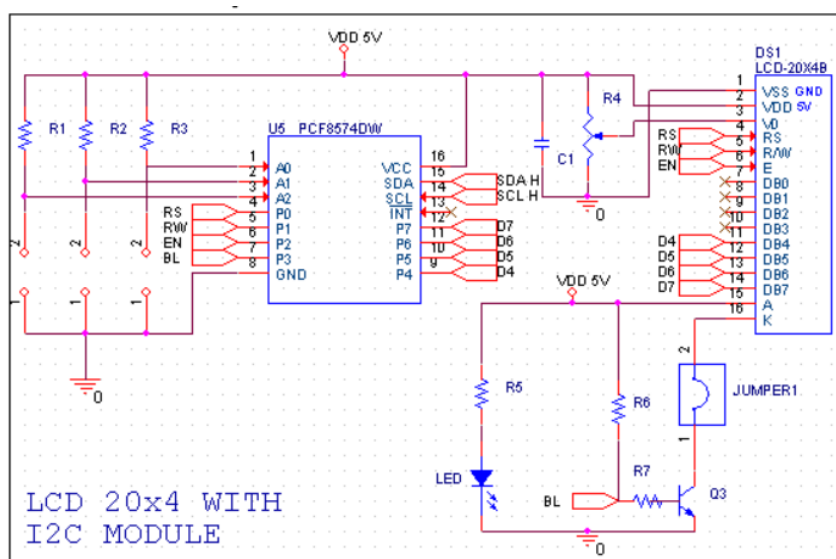 VDD 5V
DS1
LCD-20X4B
R1
R2
R3
U5 PCF8574DW
1 A0
2 A1
3 A2
RS 4 P0
RW 5 P1
EN 6 P2
BL 7 P3
8 GND
VCC 16
SDA 15 SDA H
SCL 14 SCL H
INT 13
P7 12 D7
P6 11 D6
P5 10 D5
P4 9 D4
C1
R4
0
1 VSS GND
2 VDD 5V
3 V0
RS 4 RS
RW 5 R/W
EN 6 E
7 DB0
8 DB1
9 DB2
10 DB3
D4 11 DB4
D5 12 DB5
D6 13 DB6
D7 14 DB7
15 A
16 K
2 2 2
1 1 1
0
VDD 5V
R5
R6
2
JUMPER1
1
LED
R7
BL
Q3
0
LCD 20x4 WITH
I2C MODULE